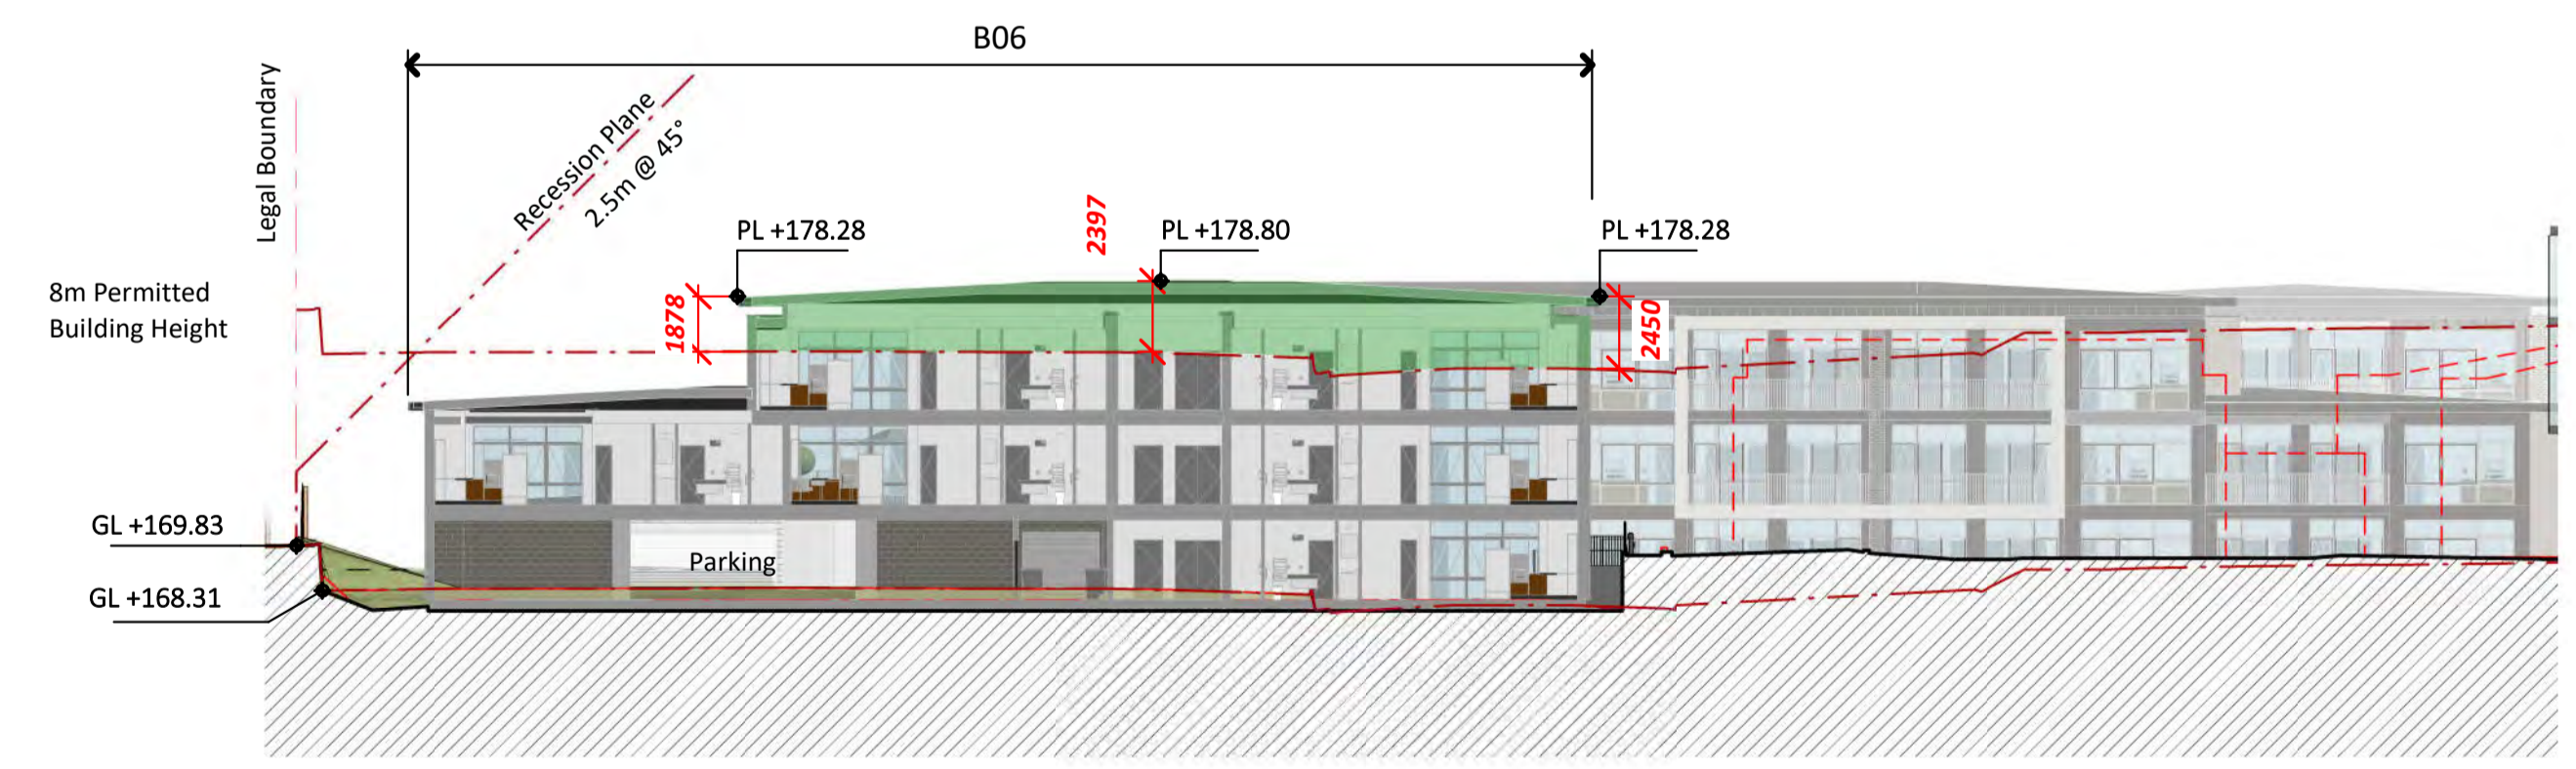 B06
Legal Boundary
Recession Plane
2.5m @ 45°
2397
PL +178.28
PL +178.80
PL +178.28
8m Permitted
Building Height
1878
2450
GL +169.83
Parking
GL +168.31